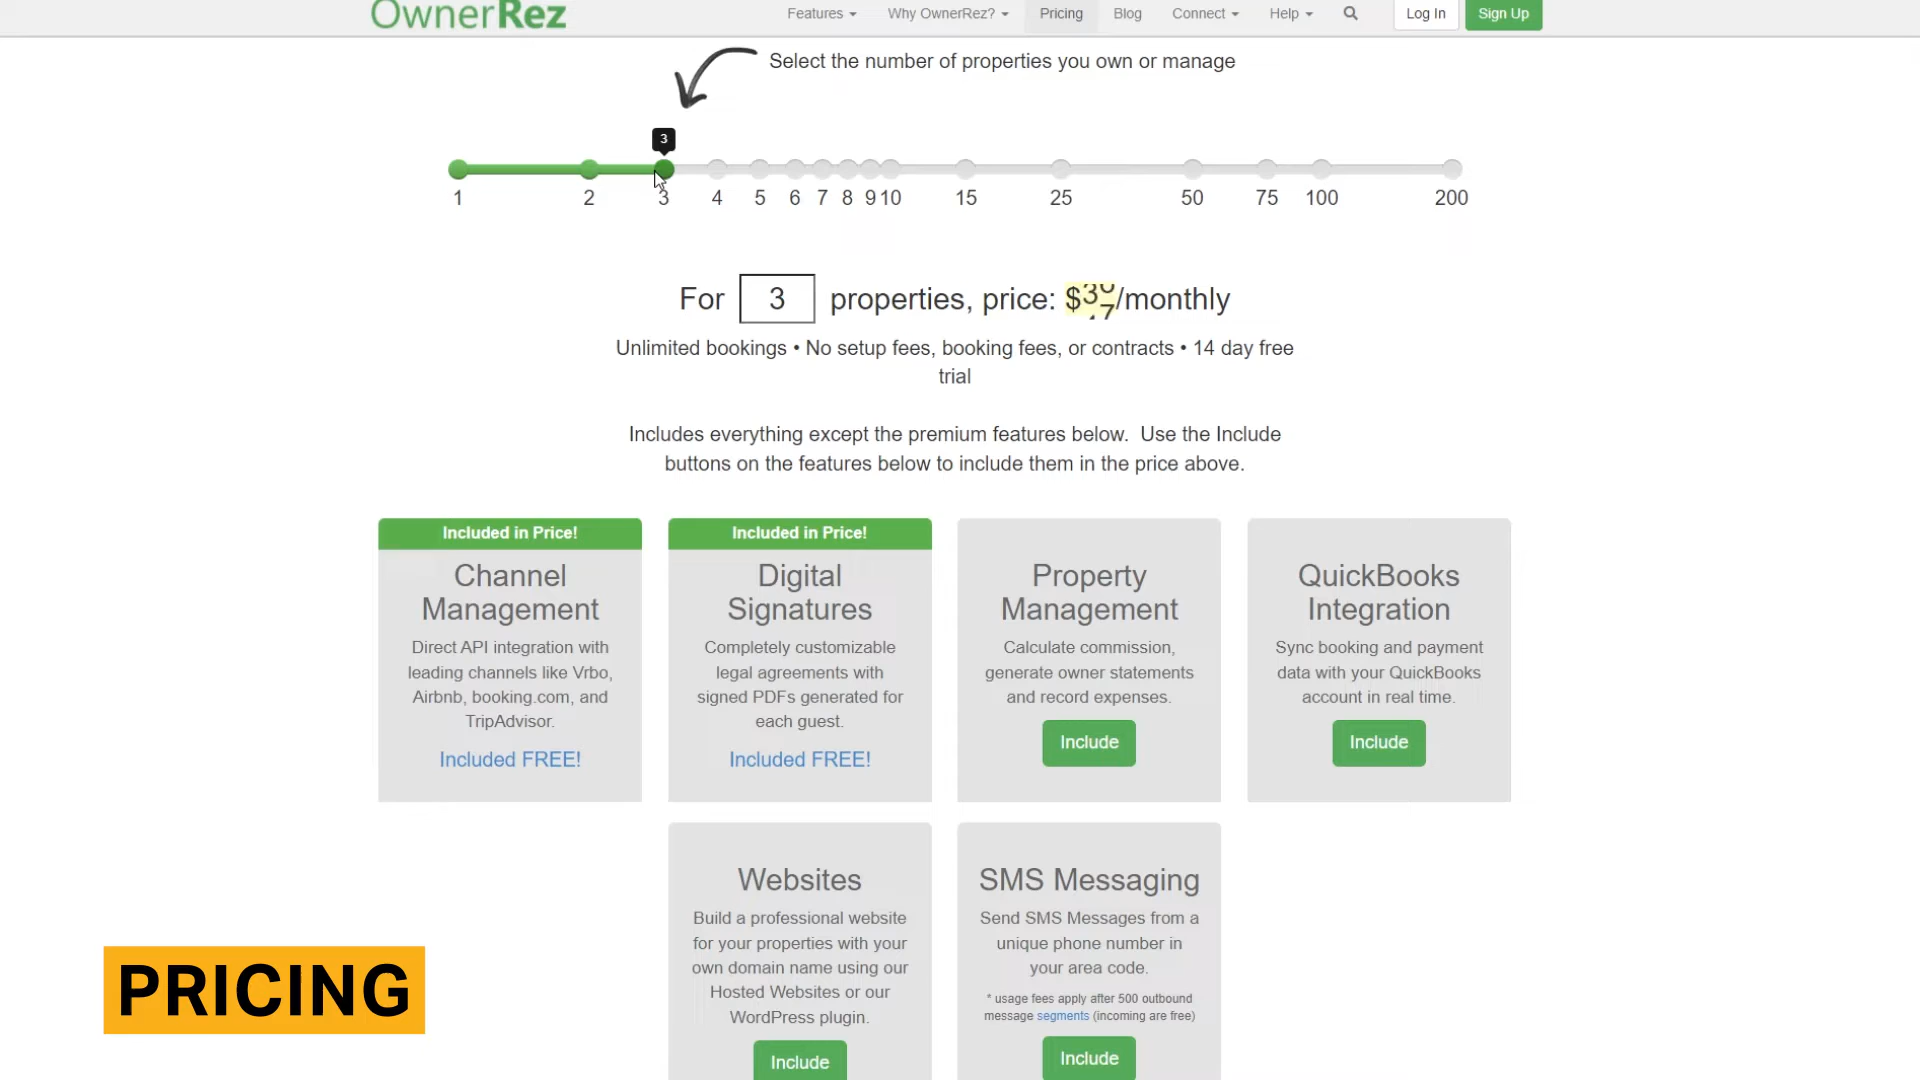 OwnerRez
Features Why OwnerRez? Pricing Blog Connect Help Log In Sign Up
Select the number of properties you own or manage
3
1 2 3 4 5 6 7 8 9 10 15 25 50 75 100 200
For 3 properties, price: $/monthly
Unlimited bookings • No setup fees, booking fees, or contracts • 14 day free
trial
Includes everything except the premium features below. Use the Include
buttons on the features below to include them in the price above.
Included in Price!
Channel
Management
Direct API integration with
leading channels like Vrbo,
Airbnb, booking.com, and
TripAdvisor.
Included FREE!
Included in Price!
Digital
Signatures
Completely customizable
legal agreements with
signed PDFs generated for
each guest.
Included FREE!
Property
Management
Calculate commission,
generate owner statements
and record expenses.
Include
QuickBooks
Integration
Sync booking and payment
data with your QuickBooks
account in real time.
Include
Websites
Build a professional website
for your properties with your
own domain name using our
Hosted Websites or our
WordPress plugin.
Include
SMS Messaging
Send SMS Messages from a
unique phone number in
your area code.
* usage fees apply after 500 outbound
message segments (incoming are free)
Include
PRICING